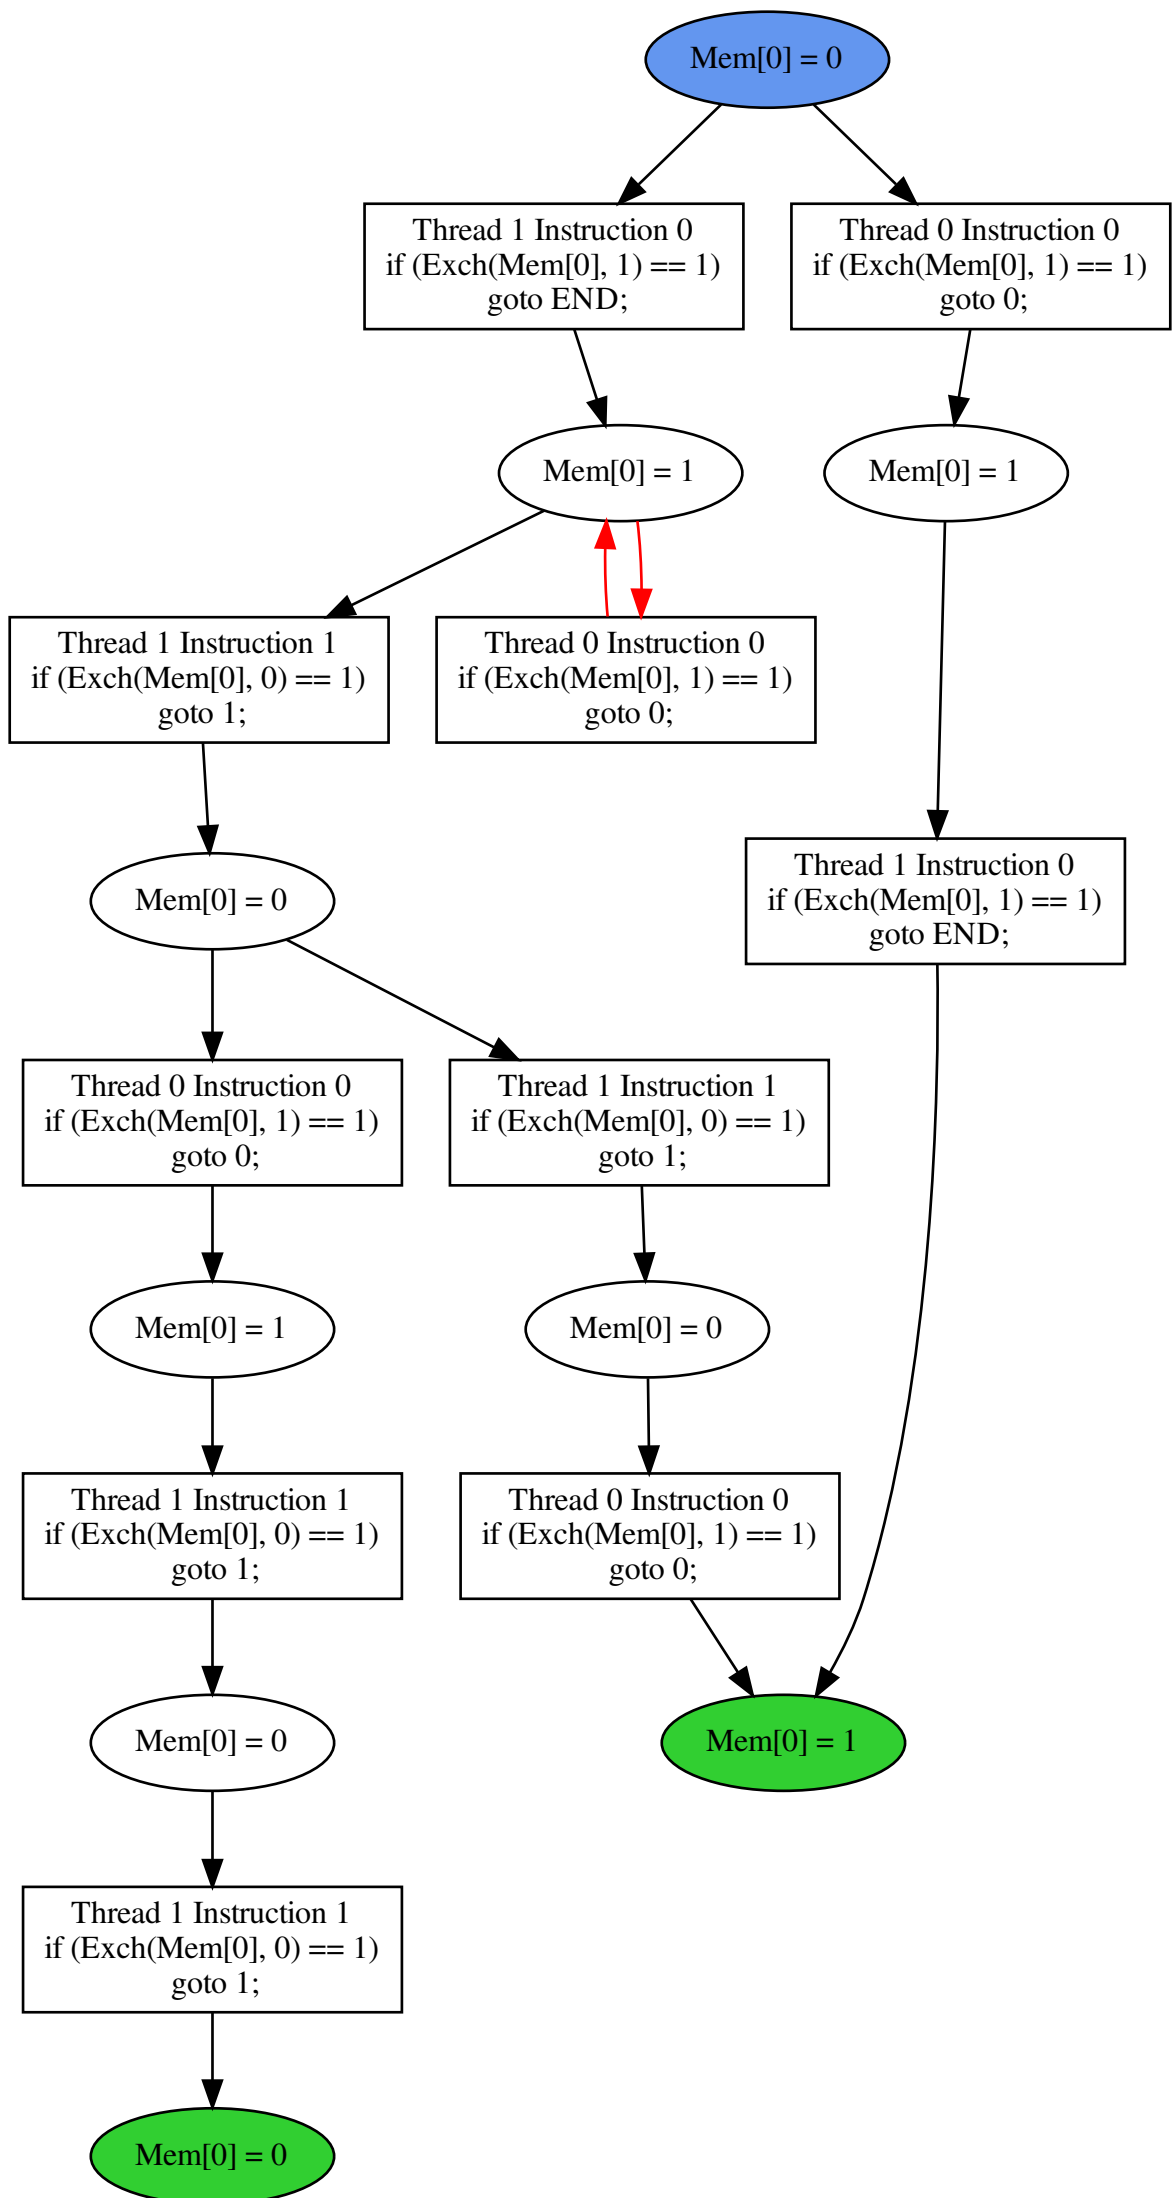 Mem[0] = 0
Thread 1 Instruction 0
if (Exch(Mem[0], 1) == 1)
goto END;
Thread 0 Instruction 0
if (Exch(Mem[0], 1) == 1)
goto 0;
Mem[0] = 1
Mem[0] = 1
Thread 1 Instruction 1
if (Exch(Mem[0], 0) == 1)
goto 1;
Thread 0 Instruction 0
if (Exch(Mem[0], 1) == 1)
goto 0;
Mem[0] = 0
Thread 1 Instruction 0
if (Exch(Mem[0], 1) == 1)
goto END;
Thread 0 Instruction 0
if (Exch(Mem[0], 1) == 1)
goto 0;
Thread 1 Instruction 1
if (Exch(Mem[0], 0) == 1)
goto 1;
Mem[0] = 1
Mem[0] = 0
Thread 1 Instruction 1
if (Exch(Mem[0], 0) == 1)
goto 1;
Thread 0 Instruction 0
if (Exch(Mem[0], 1) == 1)
goto 0;
Mem[0] = 0
Mem[0] = 1
Thread 1 Instruction 1
if (Exch(Mem[0], 0) == 1)
goto 1;
Mem[0] = 0